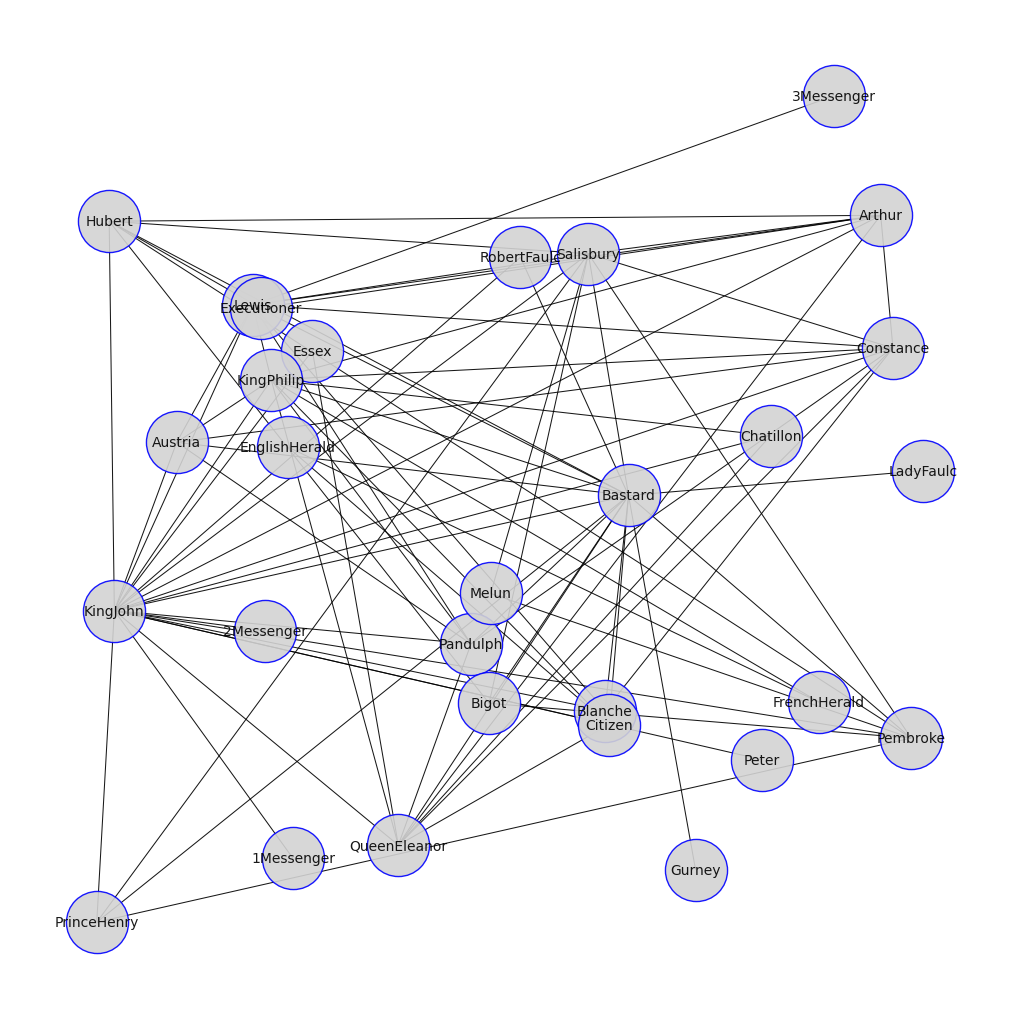 3Messenger
Arthur
Hubert
Salisbury
RobertFaulc
Lewis
Executioner
Constance
Essex
KingPhilip
Chatillon
Austria
EnglishHerald
LadyFaulc
Bastard
Melun
KingJohn
2Messenger
Pandulph
FrenchHerald
Bigot
Blanche
Citizen
Pembroke
Peter
QueenEleanor
1Messenger
Gurney
PrinceHenry